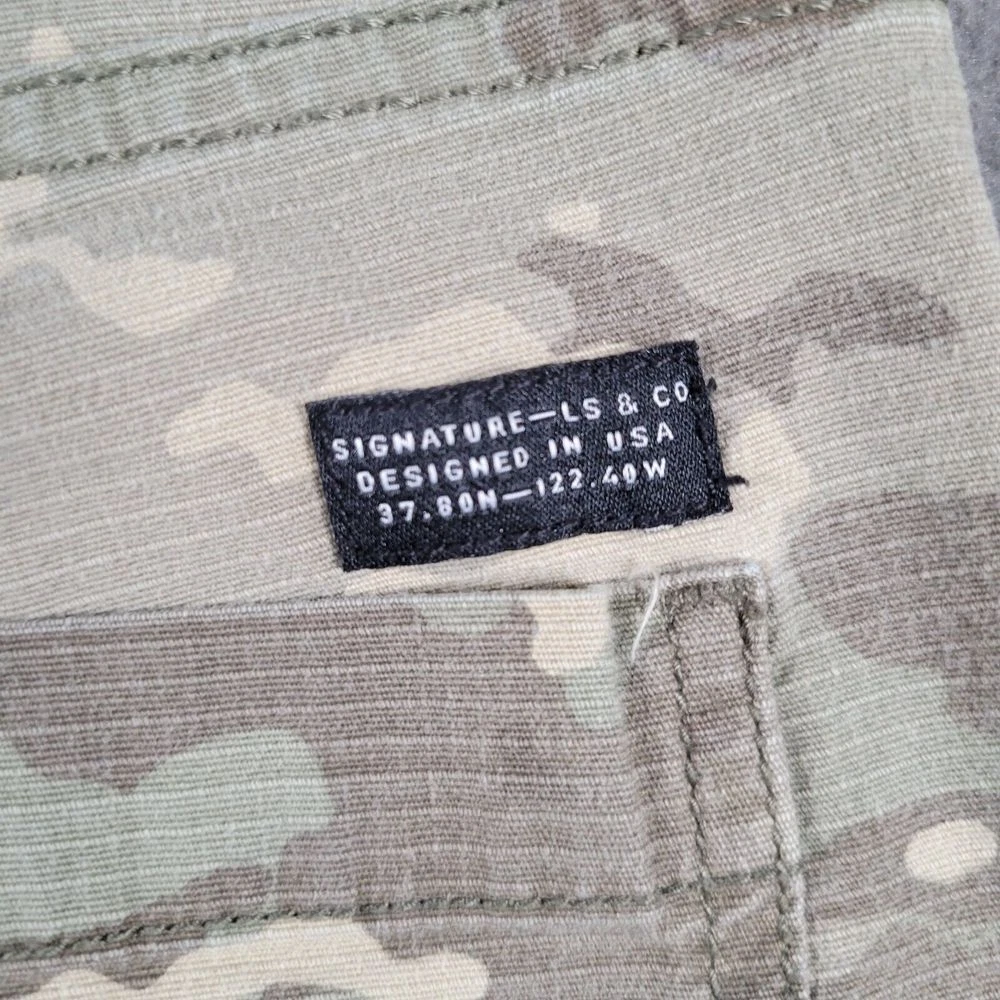 SIGNATURE—LS & CO
DESIGNED IN USA
37.80N—122.40W